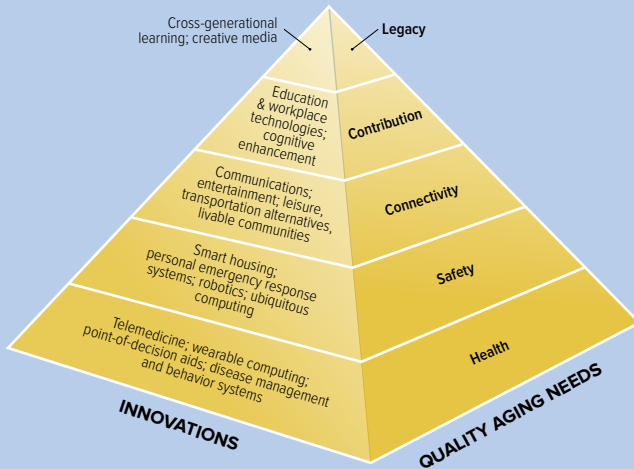 Cross-generational
learning; creative media
Legacy
Education
& workplace
technologies;
cognitive
enhancement
Contribution
Communications;
entertainment; leisure,
transportation alternatives,
livable communities
Connectivity
Smart housing;
personal emergency response
systems; robotics; ubiquitous
computing
Safety
Telemedicine; wearable computing;
point-of-decision aids; disease management
and behavior systems
Health
INNOVATIONS
QUALITY AGING NEEDS